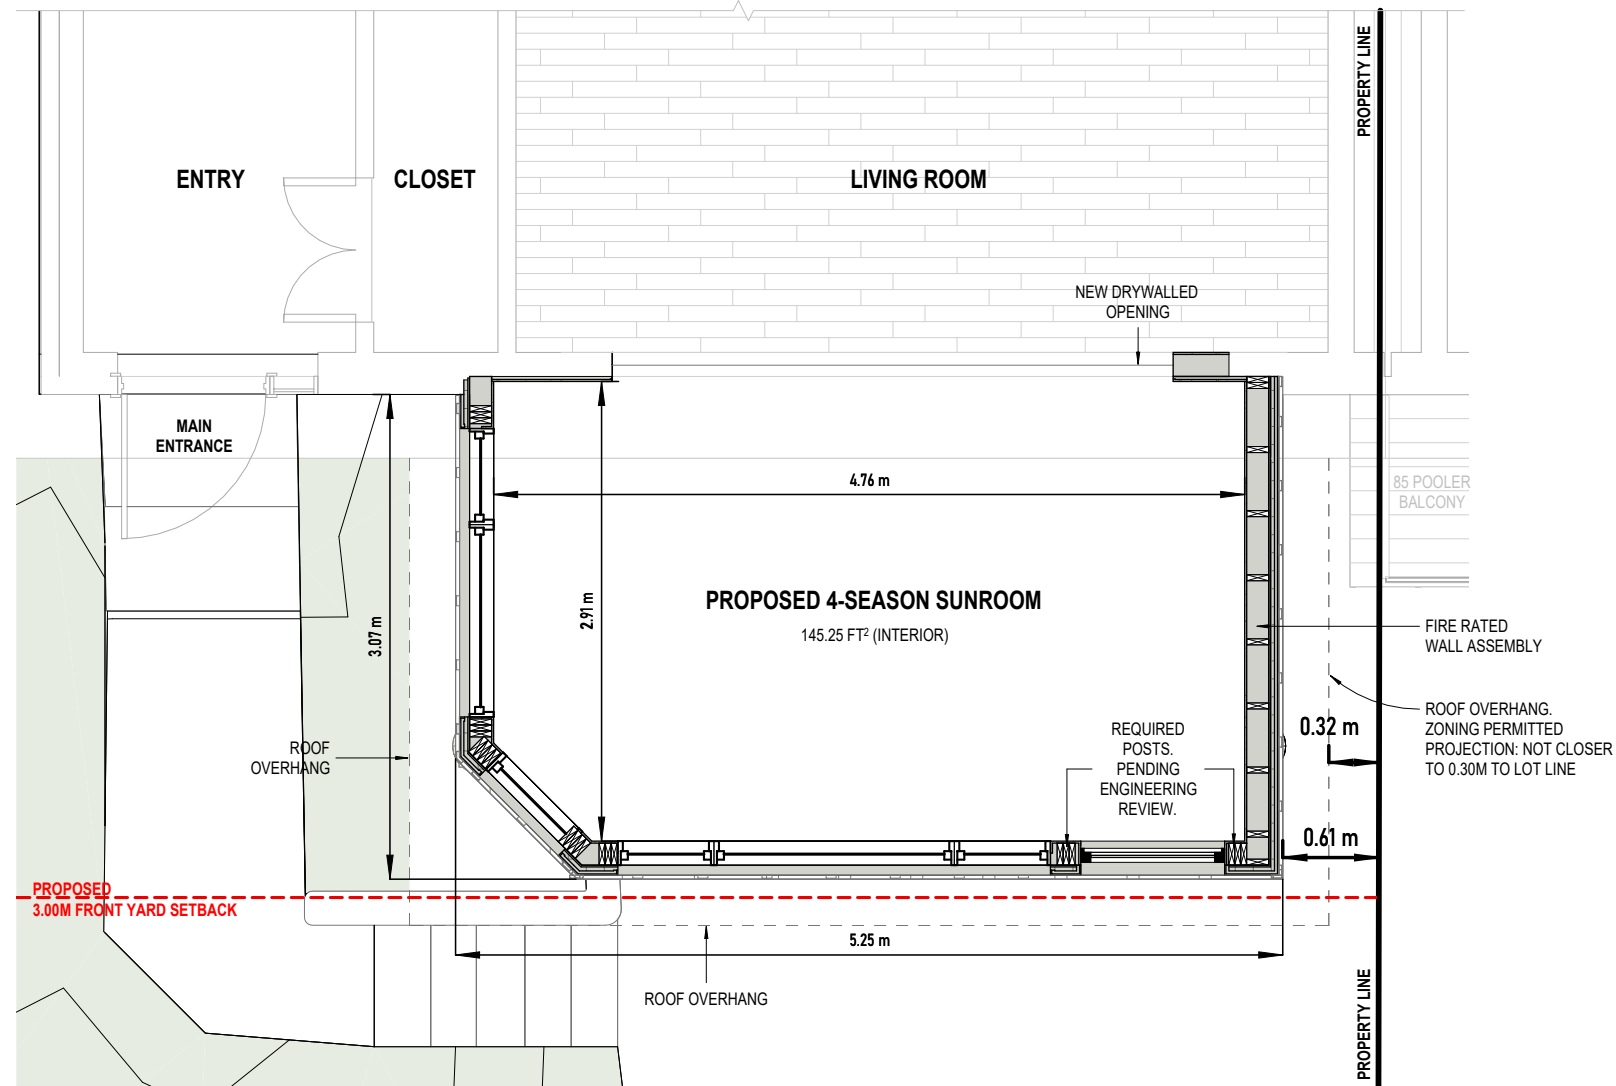 PROPERTY LINE
ENTRY
CLOSET
LIVING ROOM
NEW DRYWALLED
OPENING
MAIN
ENTRANCE
4.76 m
85 POOLER
BALCONY
2.91 m
3.07 m
PROPOSED 4-SEASON SUNROOM
145.25 FT² (INTERIOR)
FIRE RATED
WALL ASSEMBLY
ROOF OVERHANG.
ZONING PERMITTED
PROJECTION: NOT CLOSER
TO 0.30M TO LOT LINE
0.32 m
REQUIRED
POSTS.
PENDING
ENGINEERING
REVIEW.
ROOF
OVERHANG
0.61 m
PROPOSED
3.00M FRONT YARD SETBACK
5.25 m
ROOF OVERHANG
PROPERTY LINE